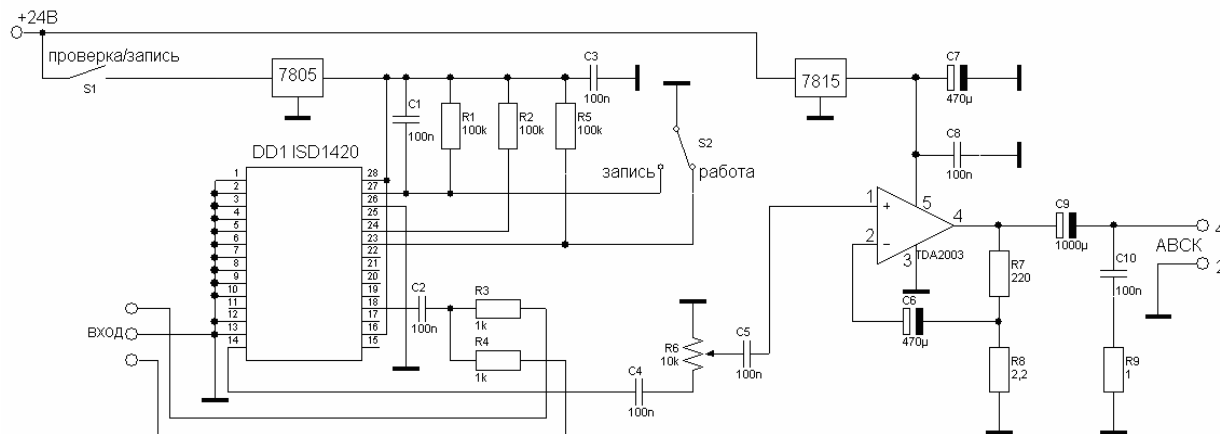 +24В
проверка/запись
S1
7805
C1
100n
R1
100k
R2
100k
R5
100k
C3
100n
S2
запись
работа
7815
C7
470µ
C8
100n
DD1 ISD1420
1
2
3
4
5
6
7
8
9
10
11
12
13
14
28
27
26
25
24
23
22
21
20
19
18
17
16
15
ВХОД
C2
100n
R3
1k
R4
1k
C4
100n
R6
10k
C5
100n
1
2
+
−
5
4
3
TDA2003
C6
470µ
R7
220
R8
2,2
C9
1000µ
C10
100n
R9
1
АВСК
4
2